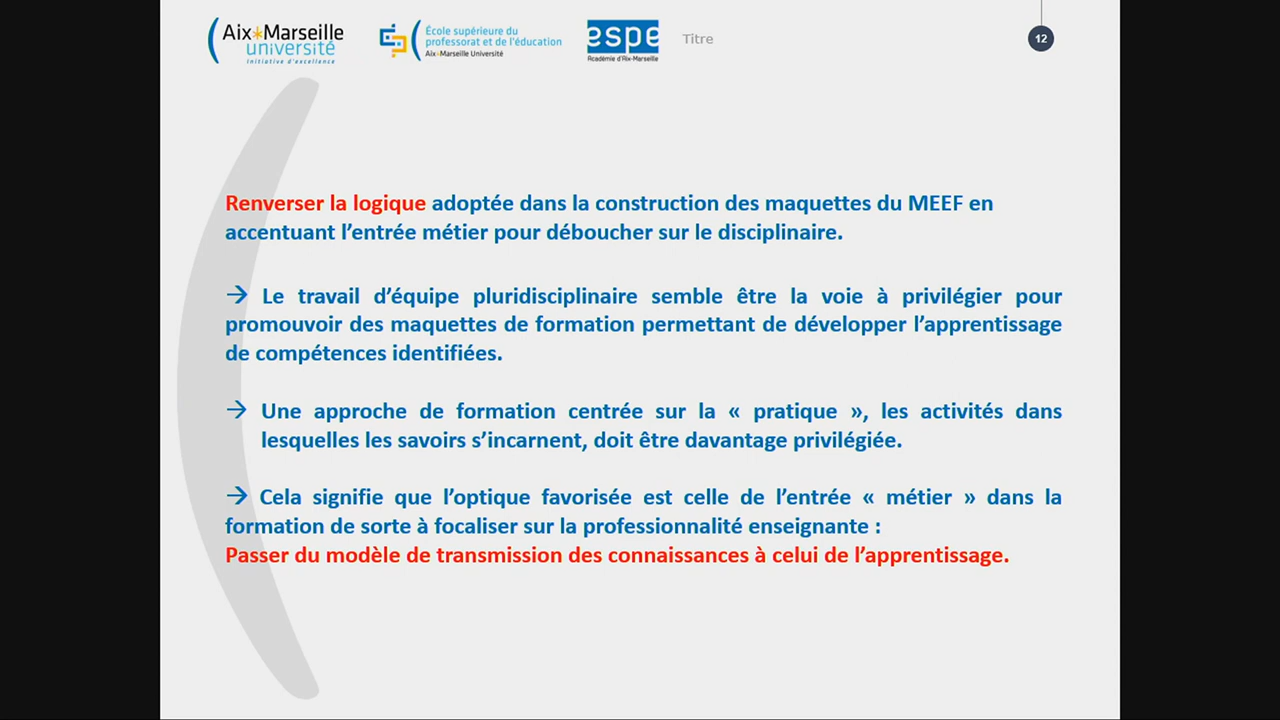 Aix*Marseille
université
Initiative d'excellence
École supérieure du
professorat et de l'éducation
Aix*Marseille Université
espe
Académie d'Aix-Marseille
Titre
12
Renverser la logique adoptée dans la construction des maquettes du MEEF en
accentuant l’entrée métier pour déboucher sur le disciplinaire.
→ Le travail d’équipe pluridisciplinaire semble être la voie à privilégier pour
promouvoir des maquettes de formation permettant de développer l’apprentissage
de compétences identifiées.
→ Une approche de formation centrée sur la « pratique », les activités dans
lesquelles les savoirs s’incarnent, doit être davantage privilégiée.
→ Cela signifie que l’optique favorisée est celle de l’entrée « métier » dans la
formation de sorte à focaliser sur la professionnalité enseignante :
Passer du modèle de transmission des connaissances à celui de l’apprentissage.